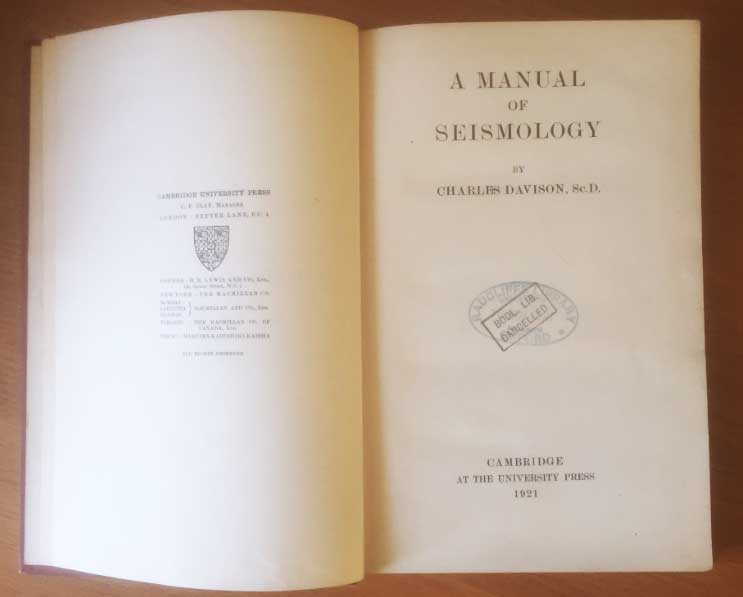 CAMBRIDGE UNIVERSITY PRESS
C. F. CLAY, MANAGER
LONDON : FETTER LANE, E.C. 4
LONDON : H. K. LEWIS AND CO., LTD.,
136, Gower Street, W.C. 1
NEW YORK : THE MACMILLAN CO.
BOMBAY
CALCUTTA
MADRAS
MACMILLAN AND CO., LTD.
TORONTO : THE MACMILLAN CO. OF
CANADA, LTD.
TOKYO : MARUZEN-KABUSHIKI-KAISHA
ALL RIGHTS RESERVED
A MANUAL
OF
SEISMOLOGY
BY
CHARLES DAVISON, Sc.D.
RADCLIFFE LIBRARY
BODL. LIB.
CANCELLED
CAMBRIDGE
AT THE UNIVERSITY PRESS
1921